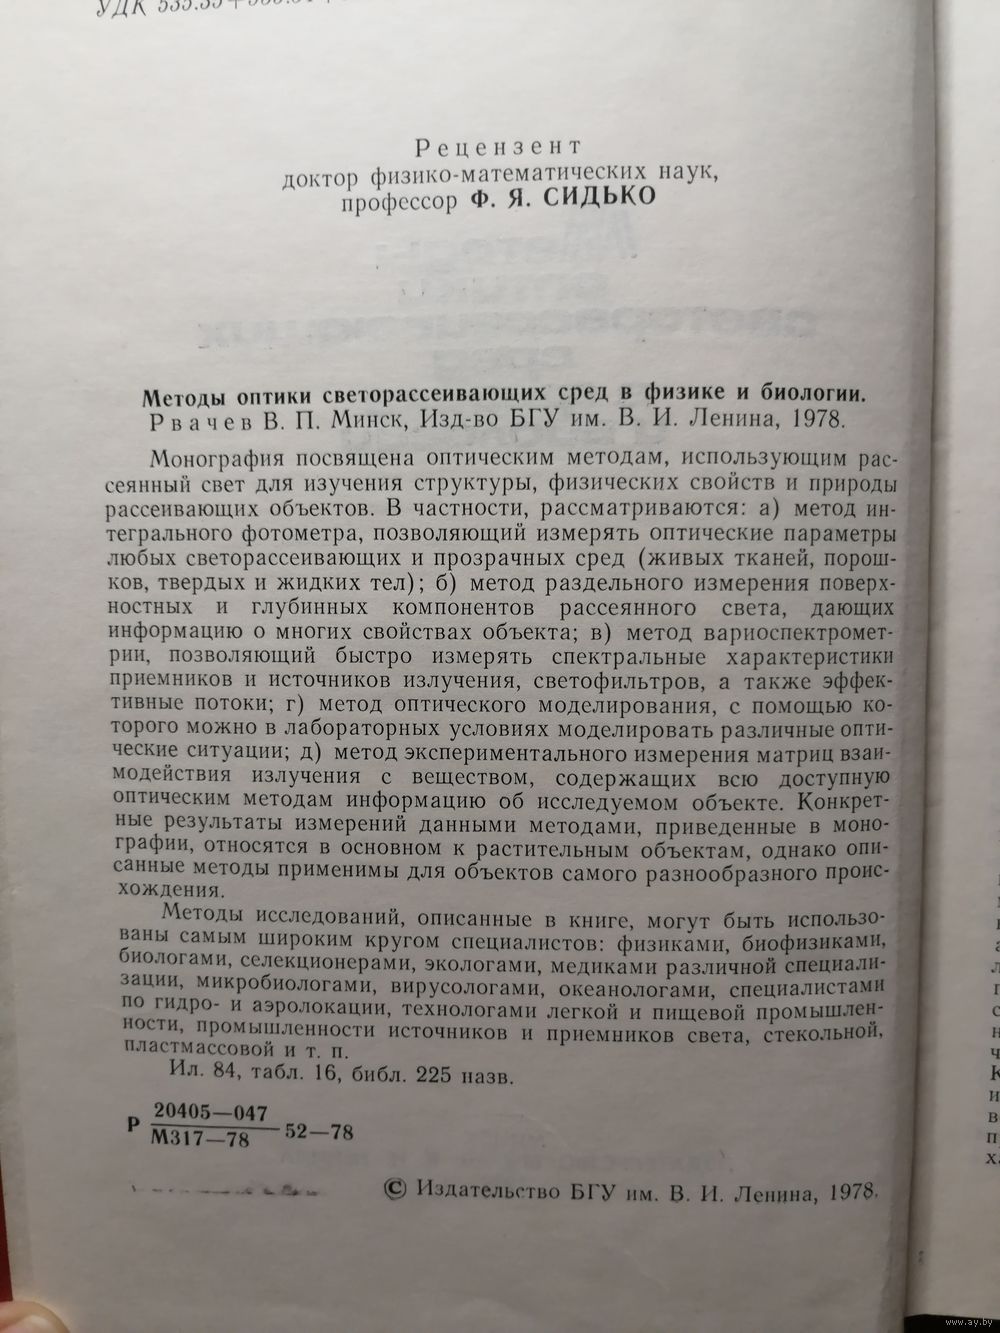 УДК 535.35+535.
Рецензент
доктор физико-математических наук,
профессор Ф. Я. СИДЬКО
Методы оптики светорассеивающих сред в физике и биологии.
Рвачев В. П. Минск, Изд-во БГУ им. В. И. Ленина, 1978.
Монография посвящена оптическим методам, использующим рас-
сеянный свет для изучения структуры, физических свойств и природы
рассеивающих объектов. В частности, рассматриваются: а) метод ин-
тегрального фотометра, позволяющий измерять оптические параметры
любых светорассеивающих и прозрачных сред (живых тканей, порош-
ков, твердых и жидких тел); б) метод раздельного измерения поверх-
ностных и глубинных компонентов рассеянного света, дающих
информацию о многих свойствах объекта; в) метод вариоспектромет-
рии, позволяющий быстро измерять спектральные характеристики
приемников и источников излучения, светофильтров, а также эффек-
тивные потоки; г) метод оптического моделирования, с помощью ко-
торого можно в лабораторных условиях моделировать различные опти-
ческие ситуации; д) метод экспериментального измерения матриц взаи-
модействия излучения с веществом, содержащих всю доступную
оптическим методам информацию об исследуемом объекте. Конкрет-
ные результаты измерений данными методами, приведенные в моно-
графии, относятся в основном к растительным объектам, однако опи-
санные методы применимы для объектов самого разнообразного проис-
хождения.
Методы исследований, описанные в книге, могут быть использо-
ваны самым широким кругом специалистов: физиками, биофизиками,
биологами, селекционерами, экологами, медиками различной специали-
зации, микробиологами, вирусологами, океанологами, специалистами
по гидро- и аэролокации, технологами легкой и пищевой промышлен-
ности, промышленности источников и приемников света, стекольной,
пластмассовой и т. п.
Ил. 84, табл. 16, библ. 225 назв.
Р 20405—047
М317—78 52—78
© Издательство БГУ им. В. И. Ленина, 1978.
www.ay.by